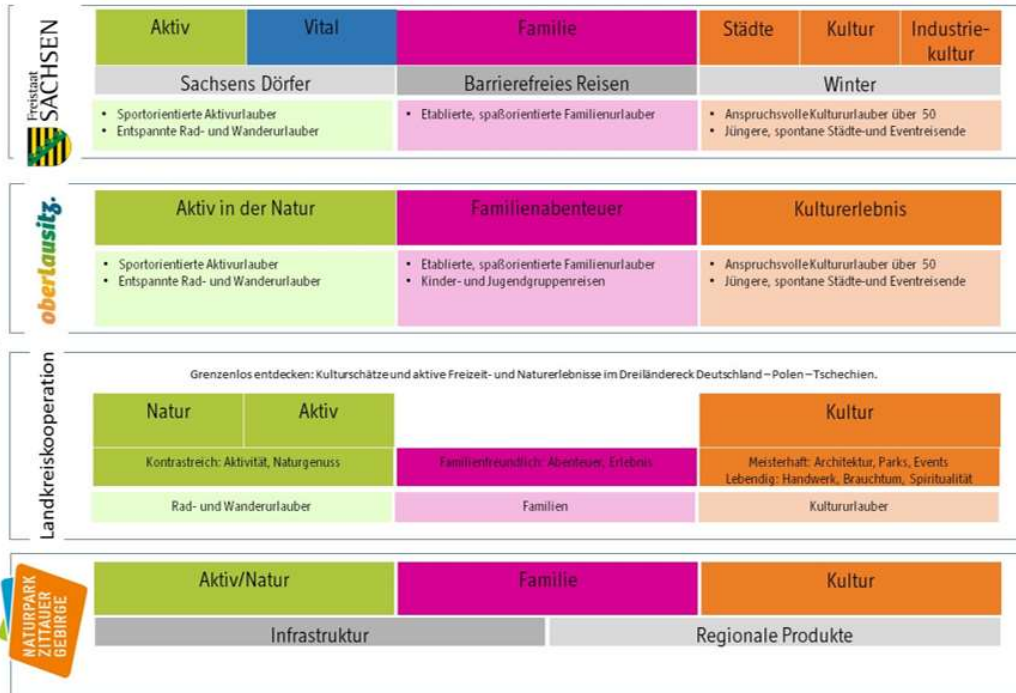 Freistaat
SACHSEN
Aktiv
Vital
Familie
Städte
Kultur
Industrie-
kultur
Sachsens Dörfer
Barrierefreies Reisen
Winter
• Sportorientierte Aktivurlauber
• Entspannte Rad- und Wanderurlauber
• Etablierte, spaßorientierte Familienurlauber
• Anspruchsvolle Kultururlauber über 50
• Jüngere, spontane Städte-und Eventreisende
oberlausitz.
Aktiv in der Natur
Familienabenteuer
Kulturerlebnis
• Sportorientierte Aktivurlauber
• Entspannte Rad- und Wanderurlauber
• Etablierte, spaßorientierte Familienurlauber
• Kinder- und Jugendgruppenreisen
• Anspruchsvolle Kultururlauber über 50
• Jüngere, spontane Städte-und Eventreisende
Landkreiskooperation
Grenzenlos entdecken: Kulturschätze und aktive Freizeit- und Naturerlebnisse im Dreiländereck Deutschland – Polen – Tschechien.
Natur
Aktiv
Kultur
Kontrastreich: Aktivität, Naturgenuss
Familienfreundlich: Abenteuer, Erlebnis
Meisterhaft: Architektur, Parks, Events
Lebendig: Handwerk, Brauchtum, Spiritualität
Rad- und Wanderurlauber
Familien
Kultururlauber
NATURPARK
ZITTAUER
GEBIRGE
Aktiv/Natur
Familie
Kultur
Infrastruktur
Regionale Produkte